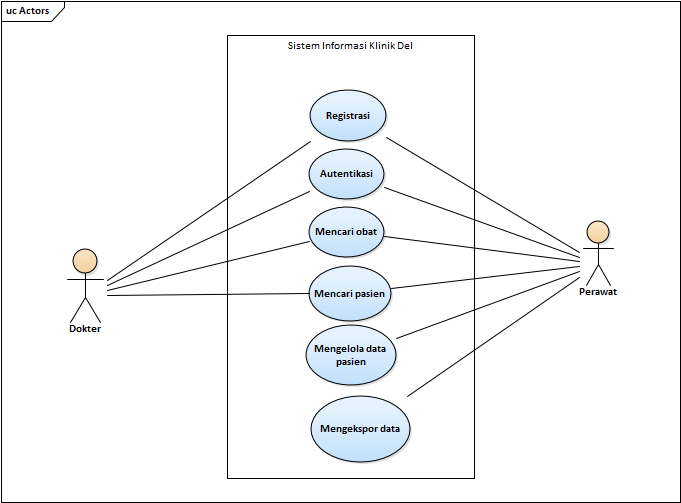 uc Actors
Sistem Informasi Klinik Del
Registrasi
Autentikasi
Mencari obat
Mencari pasien
Mengelola data
pasien
Mengekspor data
Dokter
Perawat